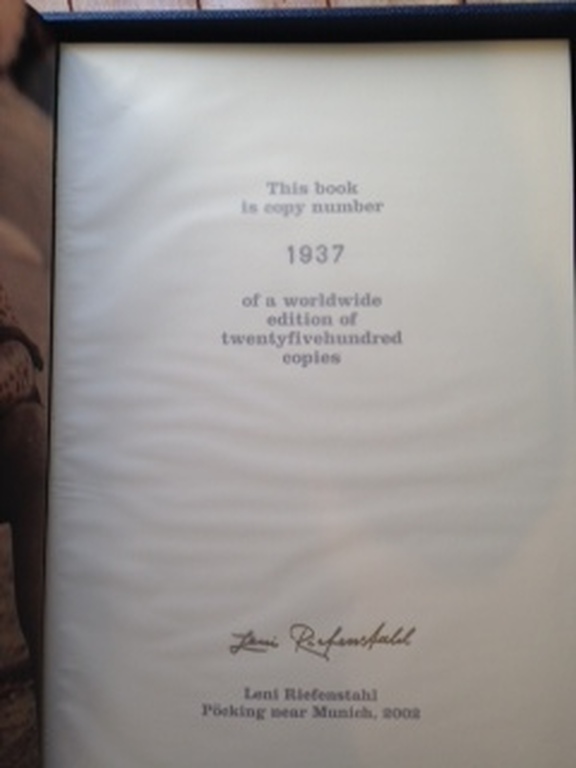 This book
is copy number
1937
of a worldwide
edition of
twentyfivehundred
copies
Leni Riefenstahl
Leni Riefenstahl
Pöcking near Munich, 2002